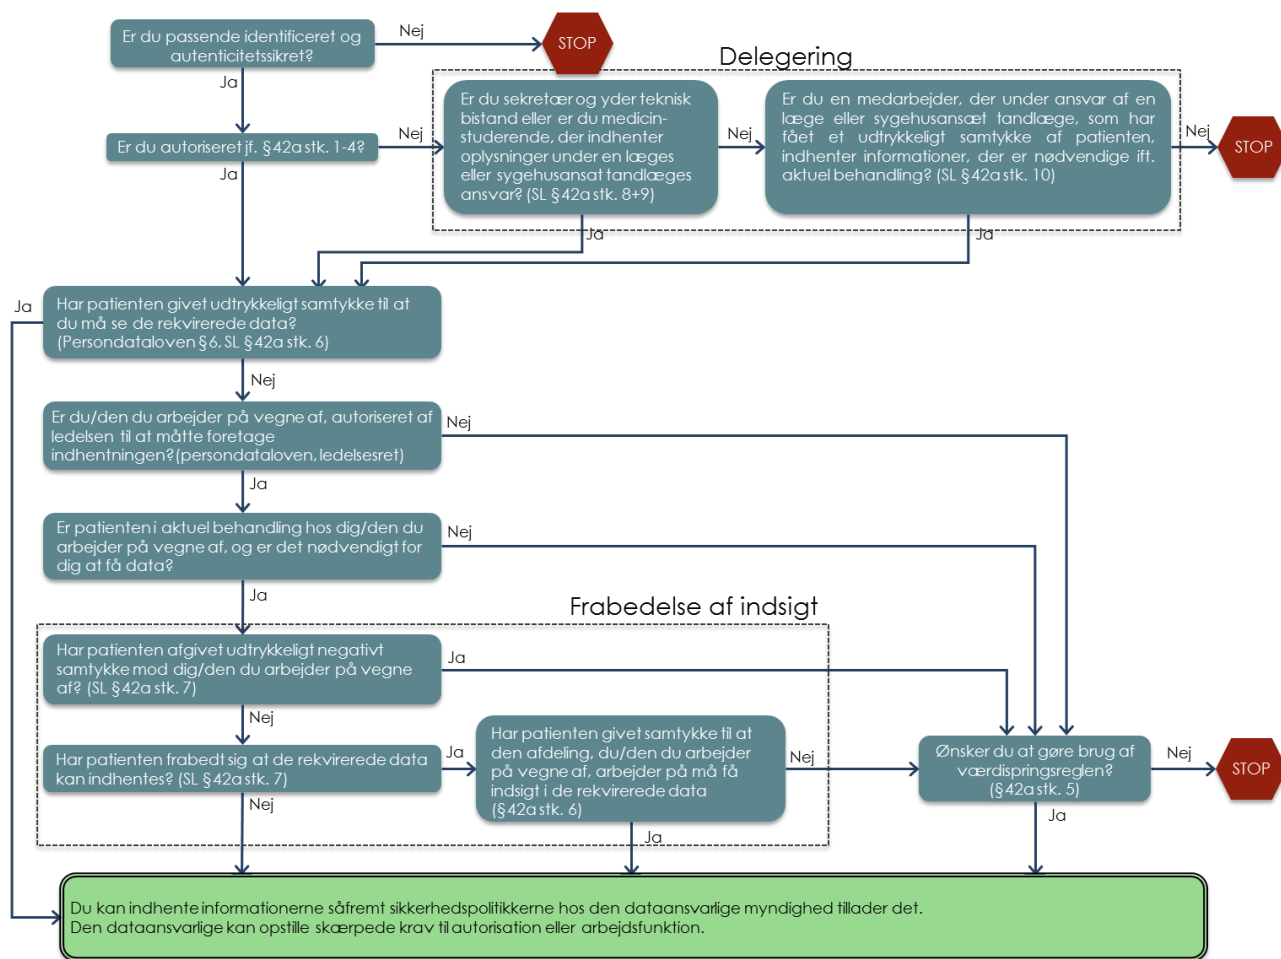 Er du passende identificeret og
autenticitetssikret?
Nej
STOP
Ja
Delegering
Er du autoriseret jf. §42a stk. 1-4?
Nej
Er du sekretær og yder teknisk
bistand eller er du medicin-
studerende, der indhenter
oplysninger under en læges
eller sygehusansat tandlæges
ansvar? (SL §42a stk. 8+9)
Nej
Er du en medarbejder, der under ansvar af en
læge eller sygehusansæt tandlæge, som har
fået et udtrykkeligt samtykke af patienten,
indhenter informationer, der er nødvendige ift.
aktuel behandling? (SL §42a stk. 10)
Nej
STOP
Ja
Ja
Ja
Ja
Har patienten givet udtrykkeligt samtykke til at
du må se de rekvirerede data?
(Persondataloven §6, SL §42a stk. 6)
Nej
Er du/den du arbejder på vegne af, autoriseret af
ledelsen til at måtte foretage
indhentningen?(persondataloven, ledelsesret)
Nej
Ja
Er patienten i aktuel behandling hos dig/den du
arbejder på vegne af, og er det nødvendigt for
dig at få data?
Nej
Ja
Frabedelse af indsigt
Har patienten afgivet udtrykkeligt negativt
samtykke mod dig/den du arbejder på vegne
af? (SL §42a stk. 7)
Ja
Nej
Har patienten frabedt sig at de rekvirerede data
kan indhentes? (SL §42a stk. 7)
Ja
Har patienten givet samtykke til at
den afdeling, du/den du arbejder
på vegne af, arbejder på må få
indsigt i de rekvirerede data
(§42a stk. 6)
Nej
Ønsker du at gøre brug af
værdispringsreglen?
(§42a stk. 5)
Nej
STOP
Nej
Ja
Ja
Du kan indhente informationerne såfremt sikkerhedspolitikkerne hos den dataansvarlige myndighed tillader det.
Den dataansvarlige kan opstille skærpede krav til autorisation eller arbejdsfunktion.